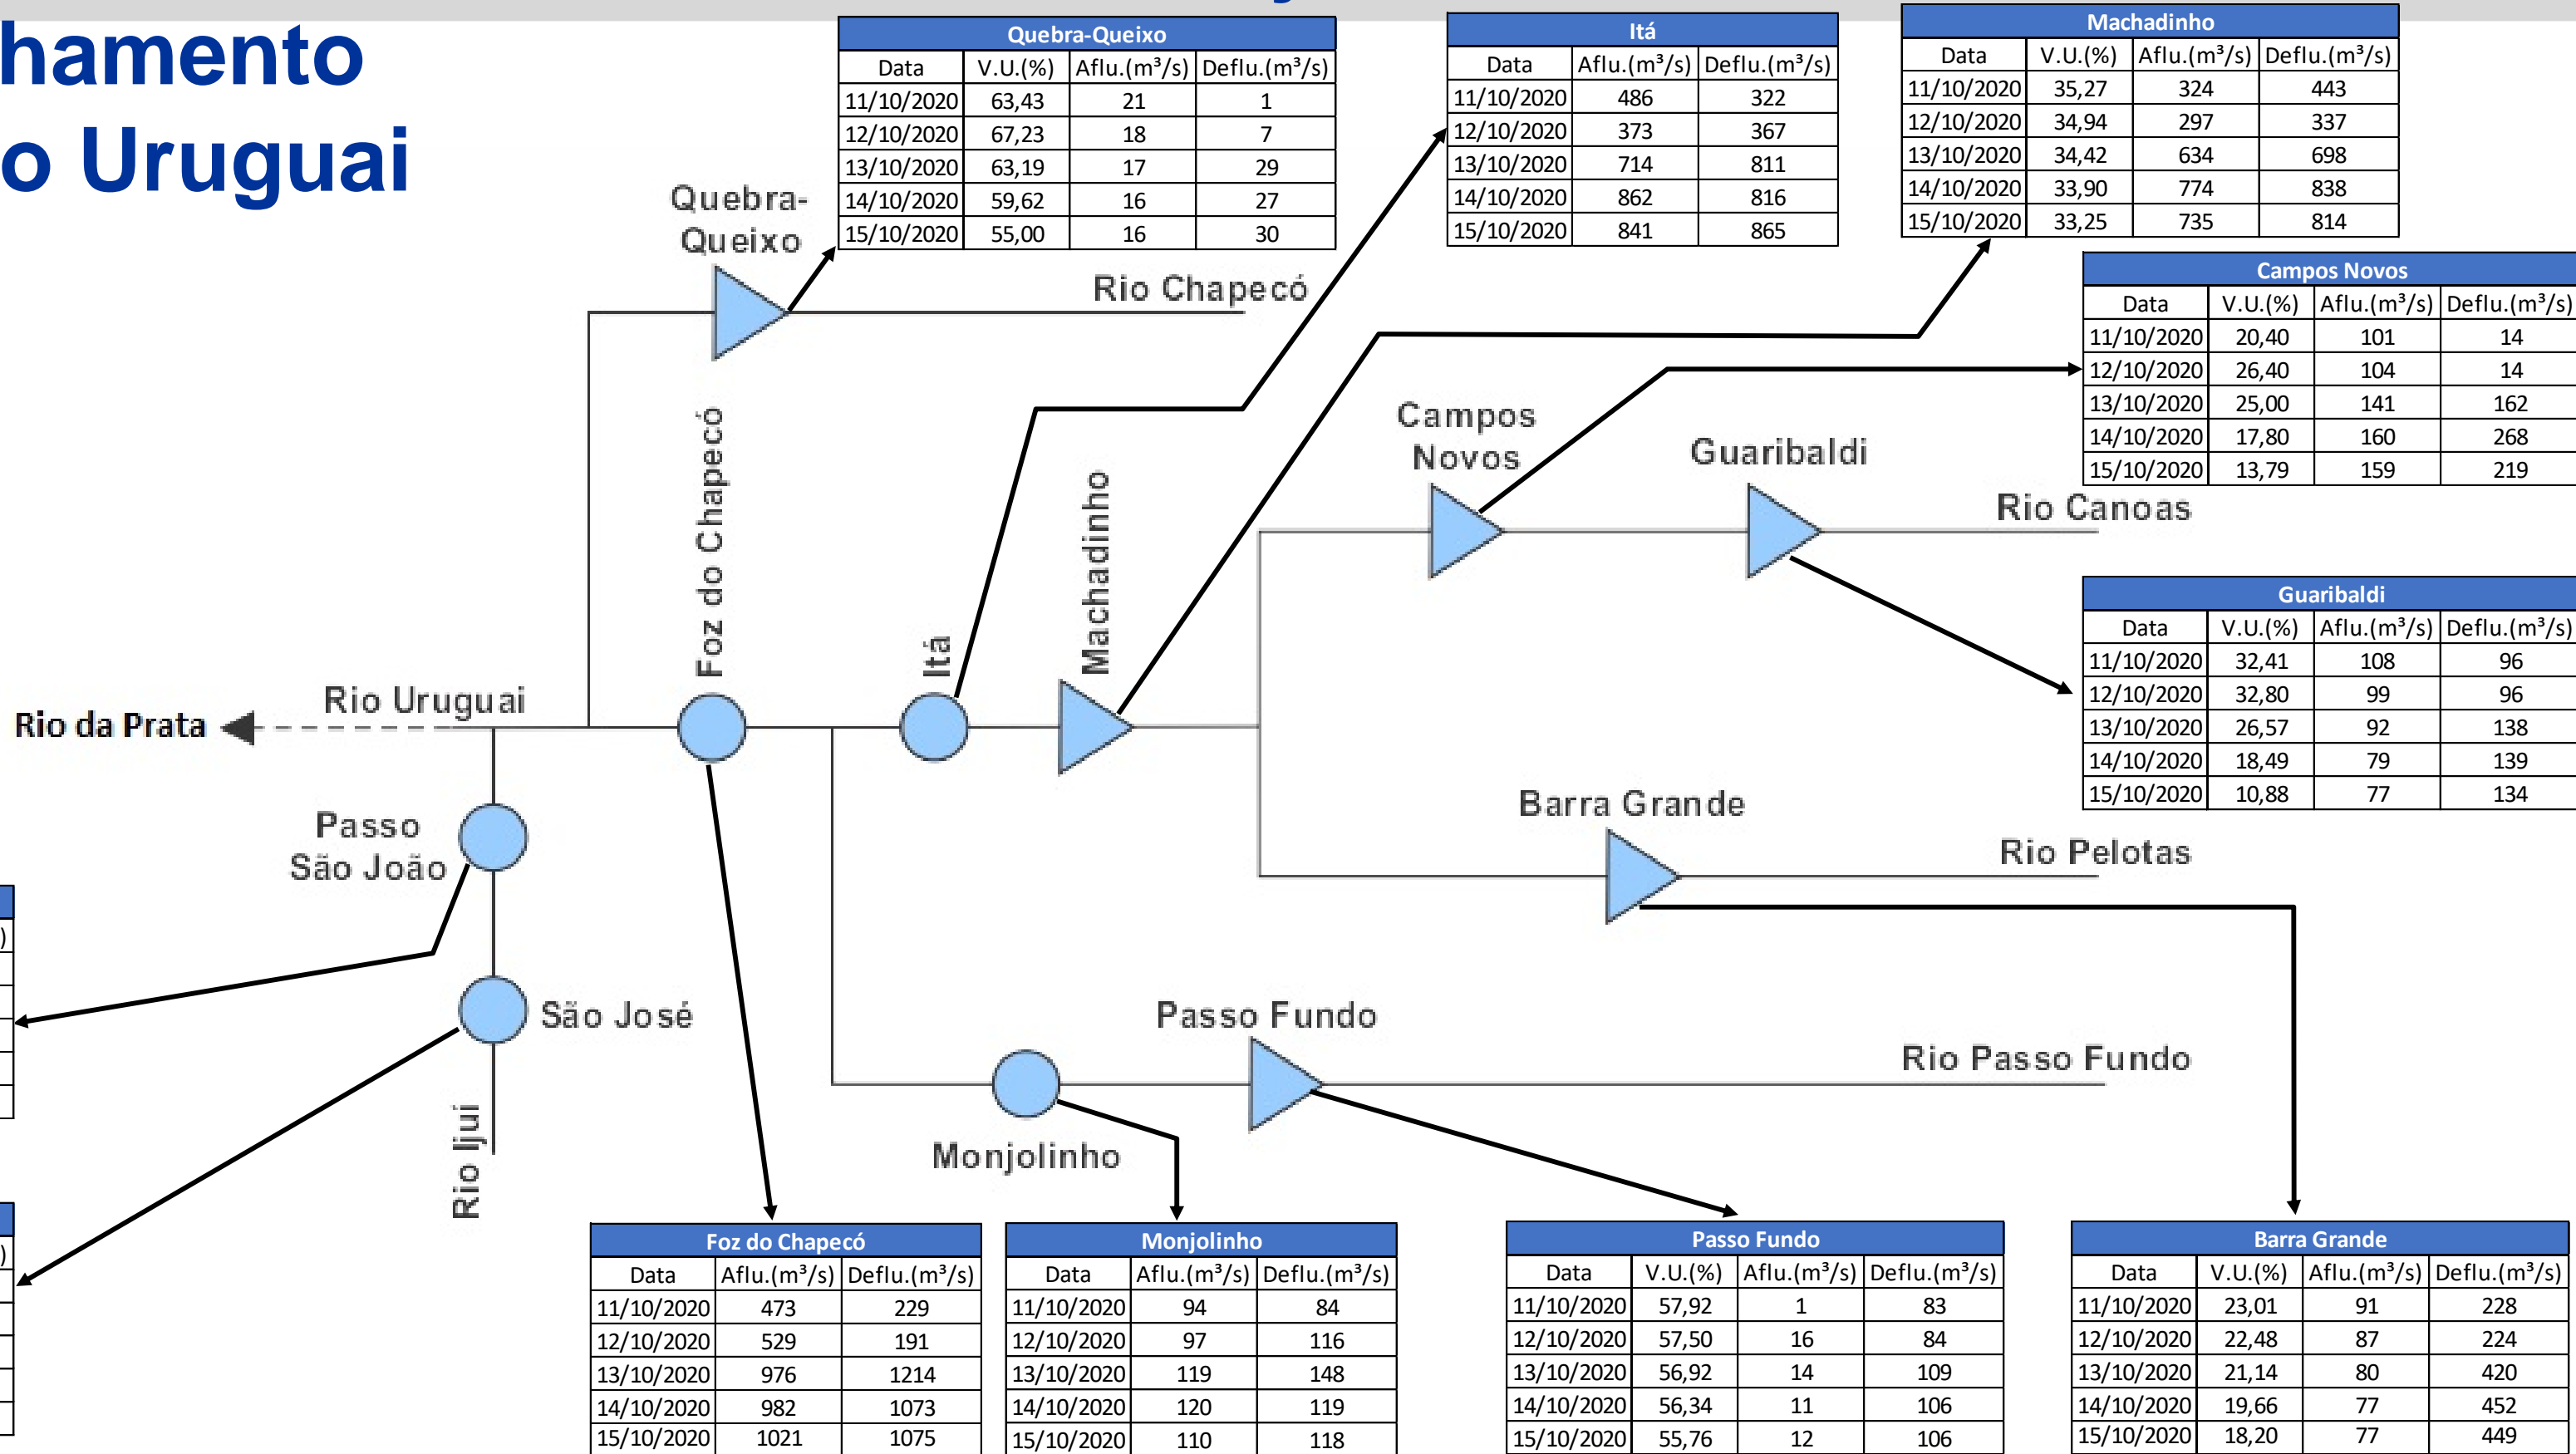 hamento
o Uruguai
Quebra-Queixo
Data V.U.(%) Aflu.(m³/s) Deflu.(m³/s)
11/10/2020 63,43 21 1
12/10/2020 67,23 18 7
13/10/2020 63,19 17 29
14/10/2020 59,62 16 27
15/10/2020 55,00 16 30
Itá
Data Aflu.(m³/s) Deflu.(m³/s)
11/10/2020 486 322
12/10/2020 373 367
13/10/2020 714 811
14/10/2020 862 816
15/10/2020 841 865
Machadinho
Data V.U.(%) Aflu.(m³/s) Deflu.(m³/s)
11/10/2020 35,27 324 443
12/10/2020 34,94 297 337
13/10/2020 34,42 634 698
14/10/2020 33,90 774 838
15/10/2020 33,25 735 814
Campos Novos
Data V.U.(%) Aflu.(m³/s) Deflu.(m³/s)
11/10/2020 20,40 101 14
12/10/2020 26,40 104 14
13/10/2020 25,00 141 162
14/10/2020 17,80 160 268
15/10/2020 13,79 159 219
Quebra-
Queixo
Rio Chapecó
Foz do Chapecó
Itá
Machadinho
Campos
Novos
Guaribaldi
Rio Canoas
Guaribaldi
Data V.U.(%) Aflu.(m³/s) Deflu.(m³/s)
11/10/2020 32,41 108 96
12/10/2020 32,80 99 96
13/10/2020 26,57 92 138
14/10/2020 18,49 79 139
15/10/2020 10,88 77 134
Rio da Prata
Rio Uruguai
Passo
São João
São José
Rio Ijuí
Barra Grande
Rio Pelotas
Passo Fundo
Rio Passo Fundo
Monjolinho
)
)
Foz do Chapecó
Data Aflu.(m³/s) Deflu.(m³/s)
11/10/2020 473 229
12/10/2020 529 191
13/10/2020 976 1214
14/10/2020 982 1073
15/10/2020 1021 1075
Monjolinho
Data Aflu.(m³/s) Deflu.(m³/s)
11/10/2020 94 84
12/10/2020 97 116
13/10/2020 119 148
14/10/2020 120 119
15/10/2020 110 118
Passo Fundo
Data V.U.(%) Aflu.(m³/s) Deflu.(m³/s)
11/10/2020 57,92 1 83
12/10/2020 57,50 16 84
13/10/2020 56,92 14 109
14/10/2020 56,34 11 106
15/10/2020 55,76 12 106
Barra Grande
Data V.U.(%) Aflu.(m³/s) Deflu.(m³/s)
11/10/2020 23,01 91 228
12/10/2020 22,48 87 224
13/10/2020 21,14 80 420
14/10/2020 19,66 77 452
15/10/2020 18,20 77 449